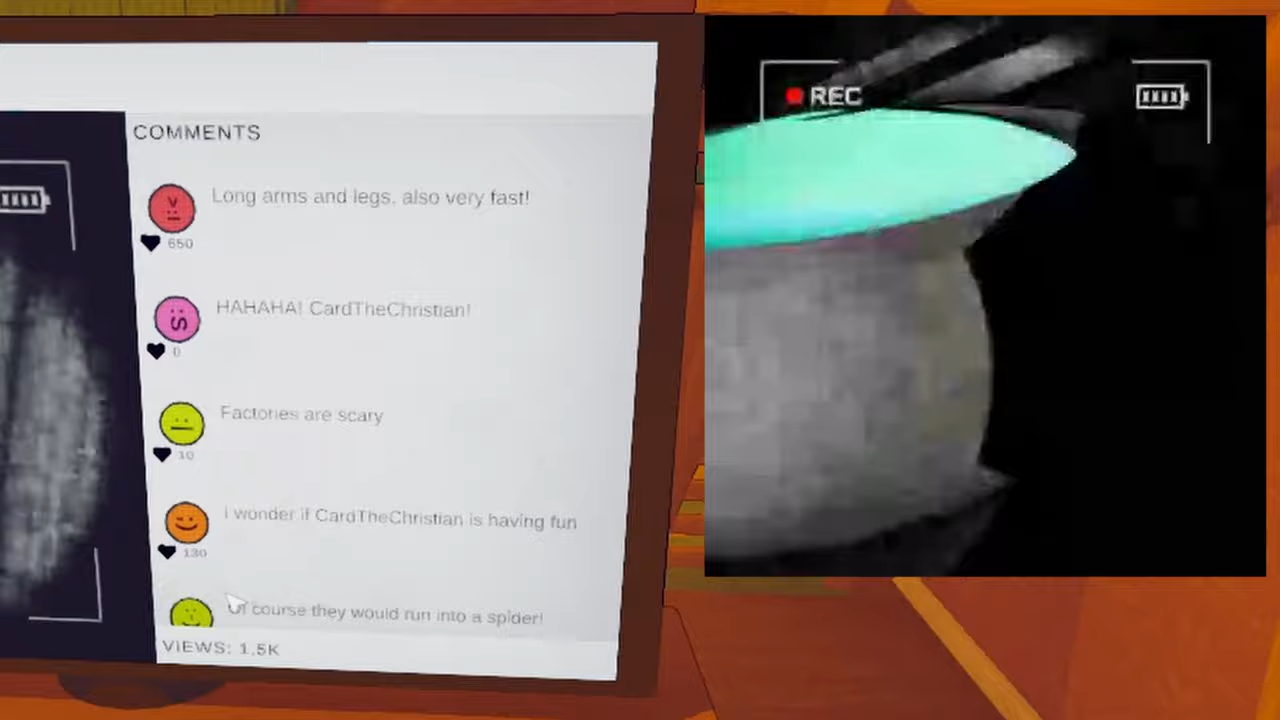 REC
COMMENTS
Long arms and legs, also very fast!
650
HAHAHA! CardTheChristian!
0
Factories are scary
10
I wonder if CardTheChristian is having fun
130
Of course they would run into a spider!
VIEWS: 1.5K